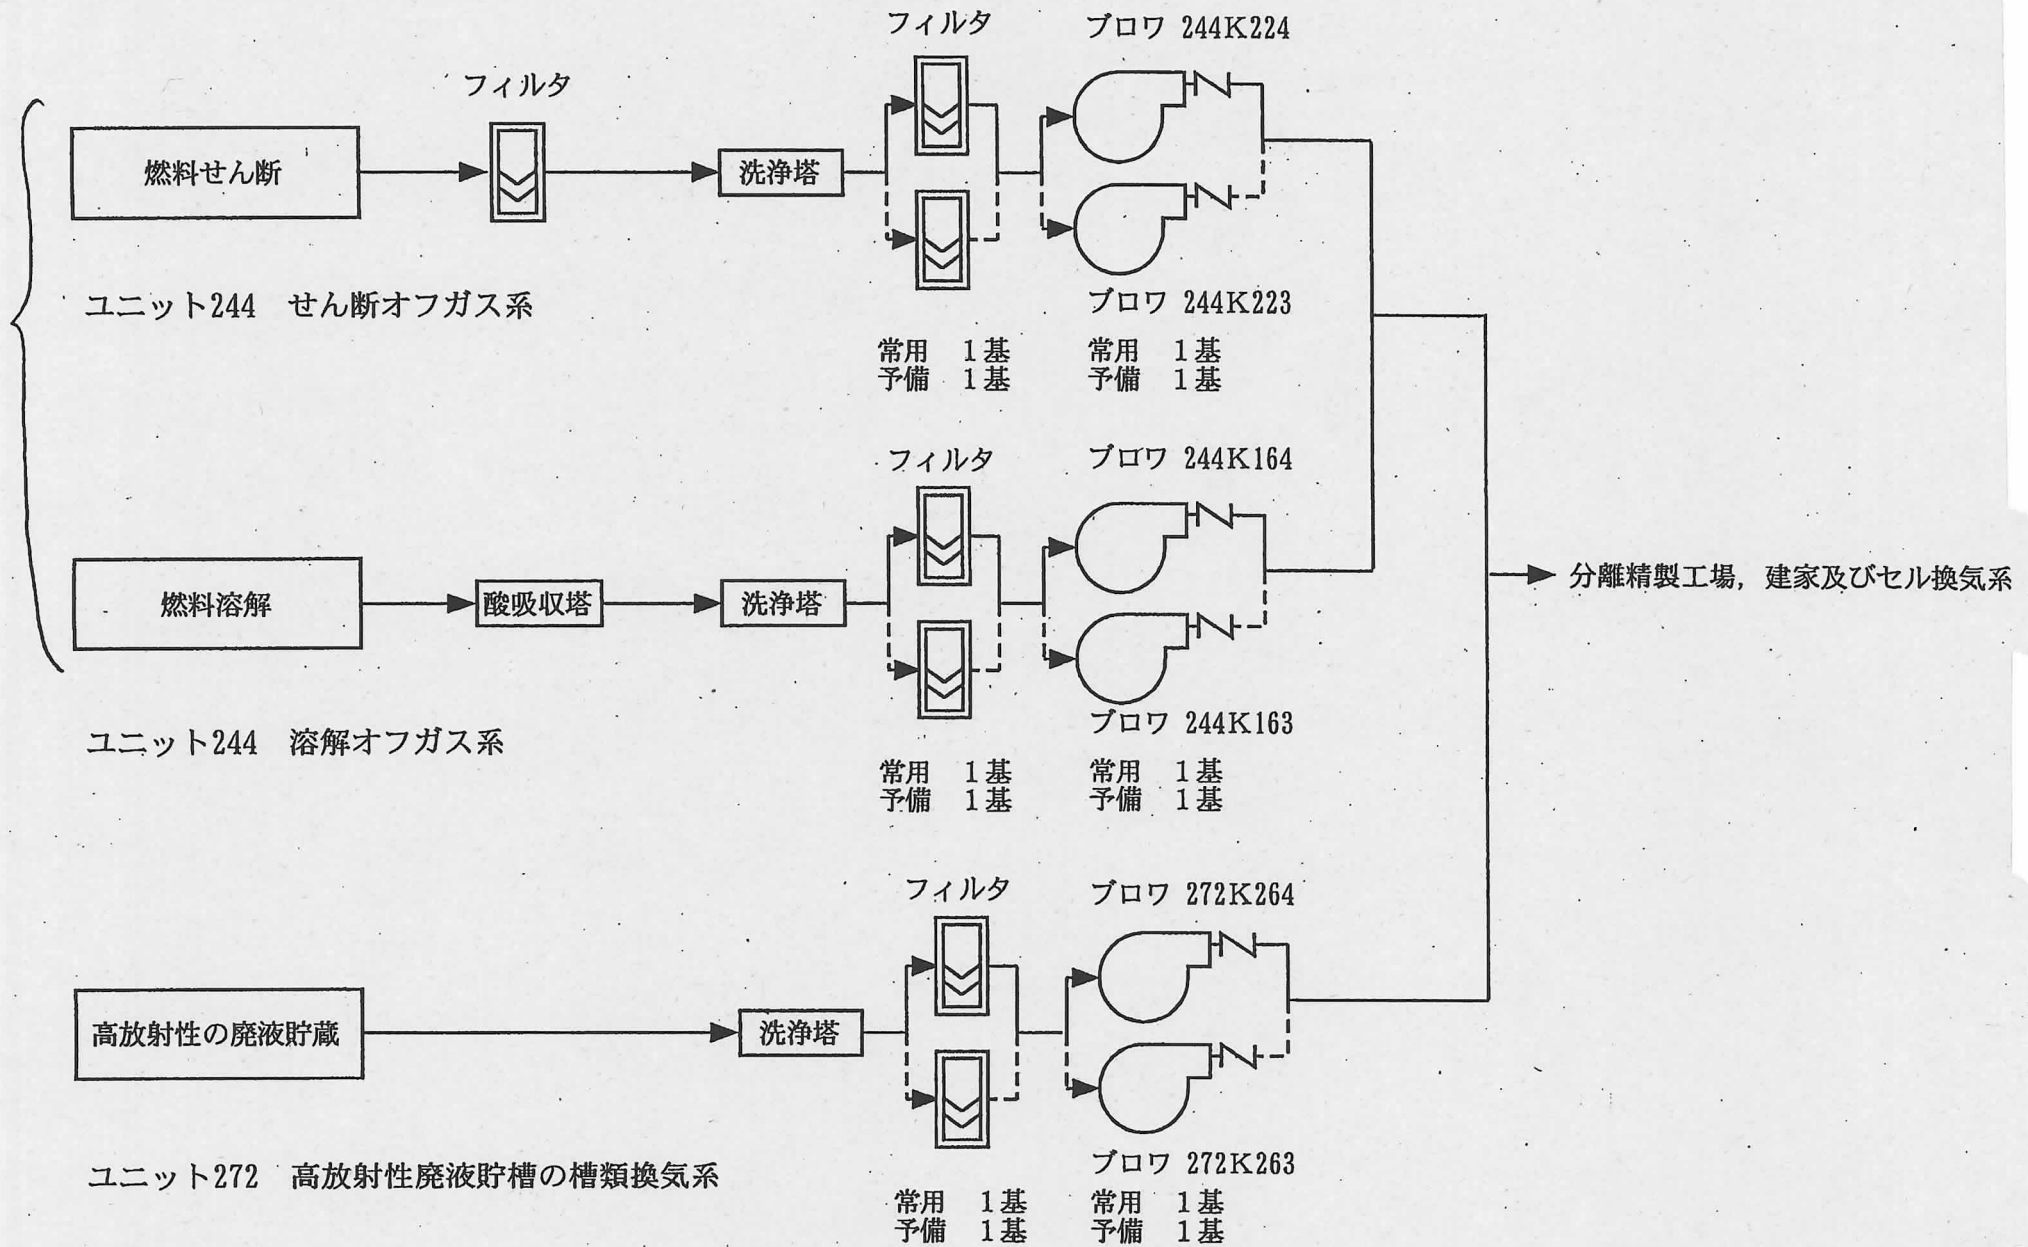 フィルタ
ブロワ 244K224
フィルタ
燃料せん断
洗浄塔
ユニット244 せん断オフガス系
ブロワ 244K223
常用 1基
予備 1基
常用 1基
予備 1基
フィルタ
ブロワ 244K164
燃料溶解
酸吸収塔
洗浄塔
分離精製工場，建家及びセル換気系
ユニット244 溶解オフガス系
ブロワ 244K163
常用 1基
予備 1基
常用 1基
予備 1基
フィルタ
ブロワ 272K264
高放射性の廃液貯蔵
洗浄塔
ユニット272 高放射性廃液貯槽の槽類換気系
ブロワ 272K263
常用 1基
予備 1基
常用 1基
予備 1基